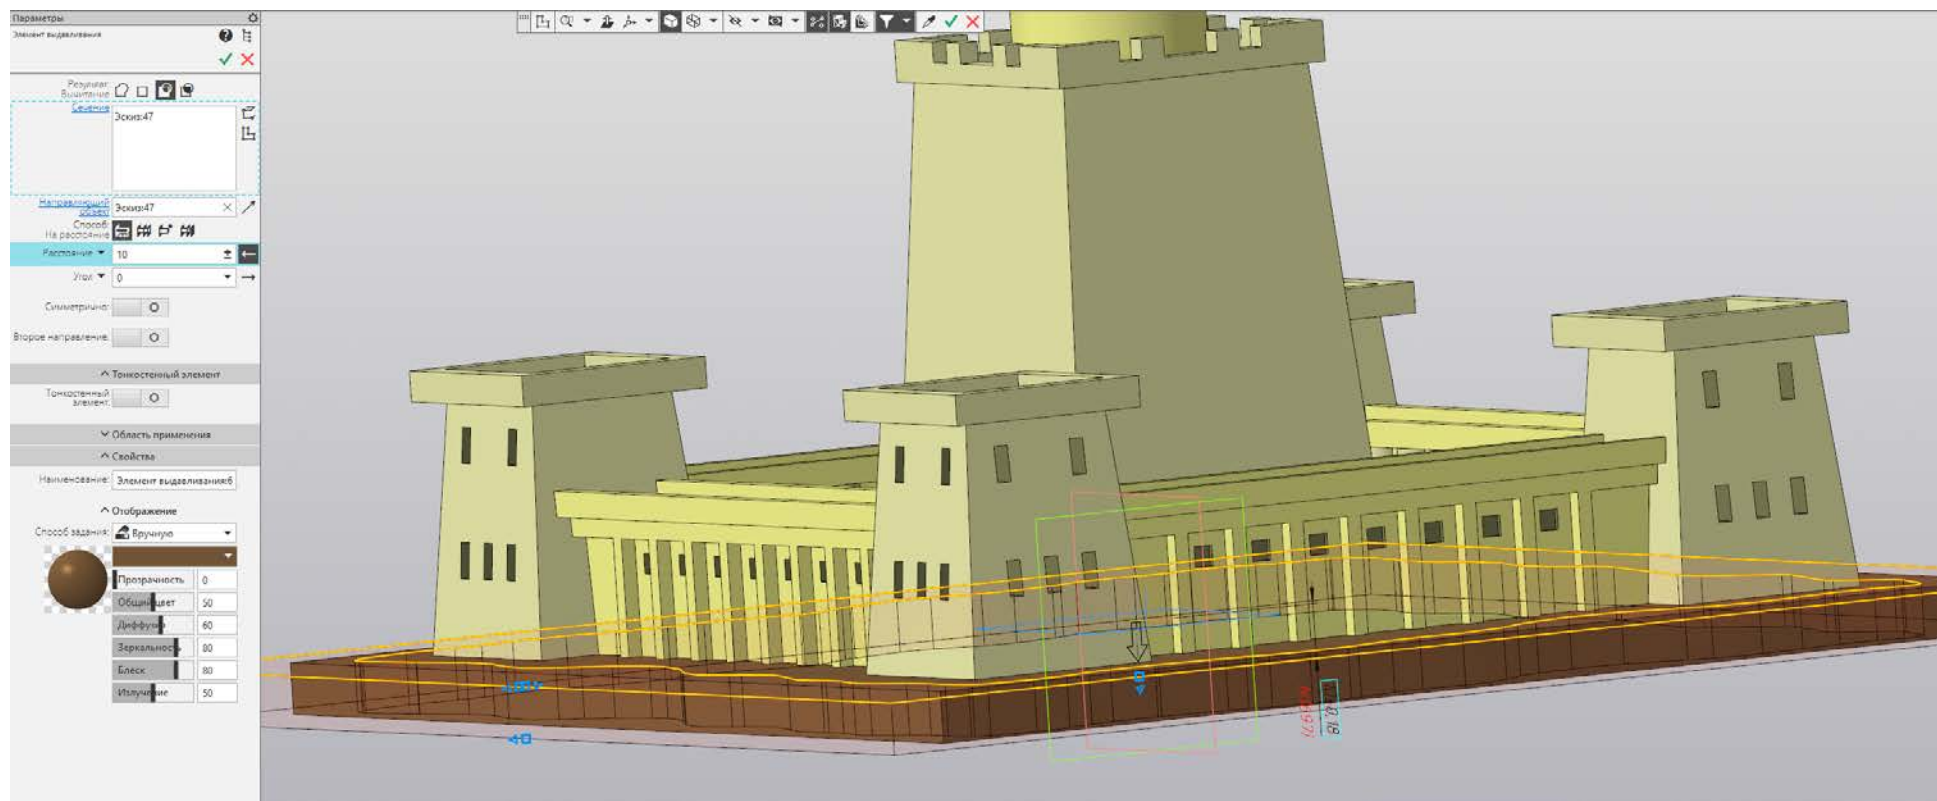 Параметры
Элемент выдавливания
Результат:
Вычитание
Сечение
Эскиз:47
Направляющий
объект
Эскиз:47
Способ:
На расстояние
Расстояние
10
Угол
0
Симметрично:
Второе направление:
Тонкостенный элемент
Тонкостенный
элемент:
Область применения
Свойства
Наименование:
Элемент выдавливания:6
Отображение
Способ задания:
Вручную
Прозрачность
0
Общий цвет
50
Диффузия
60
Зеркальность
80
Блеск
80
Излучение
50